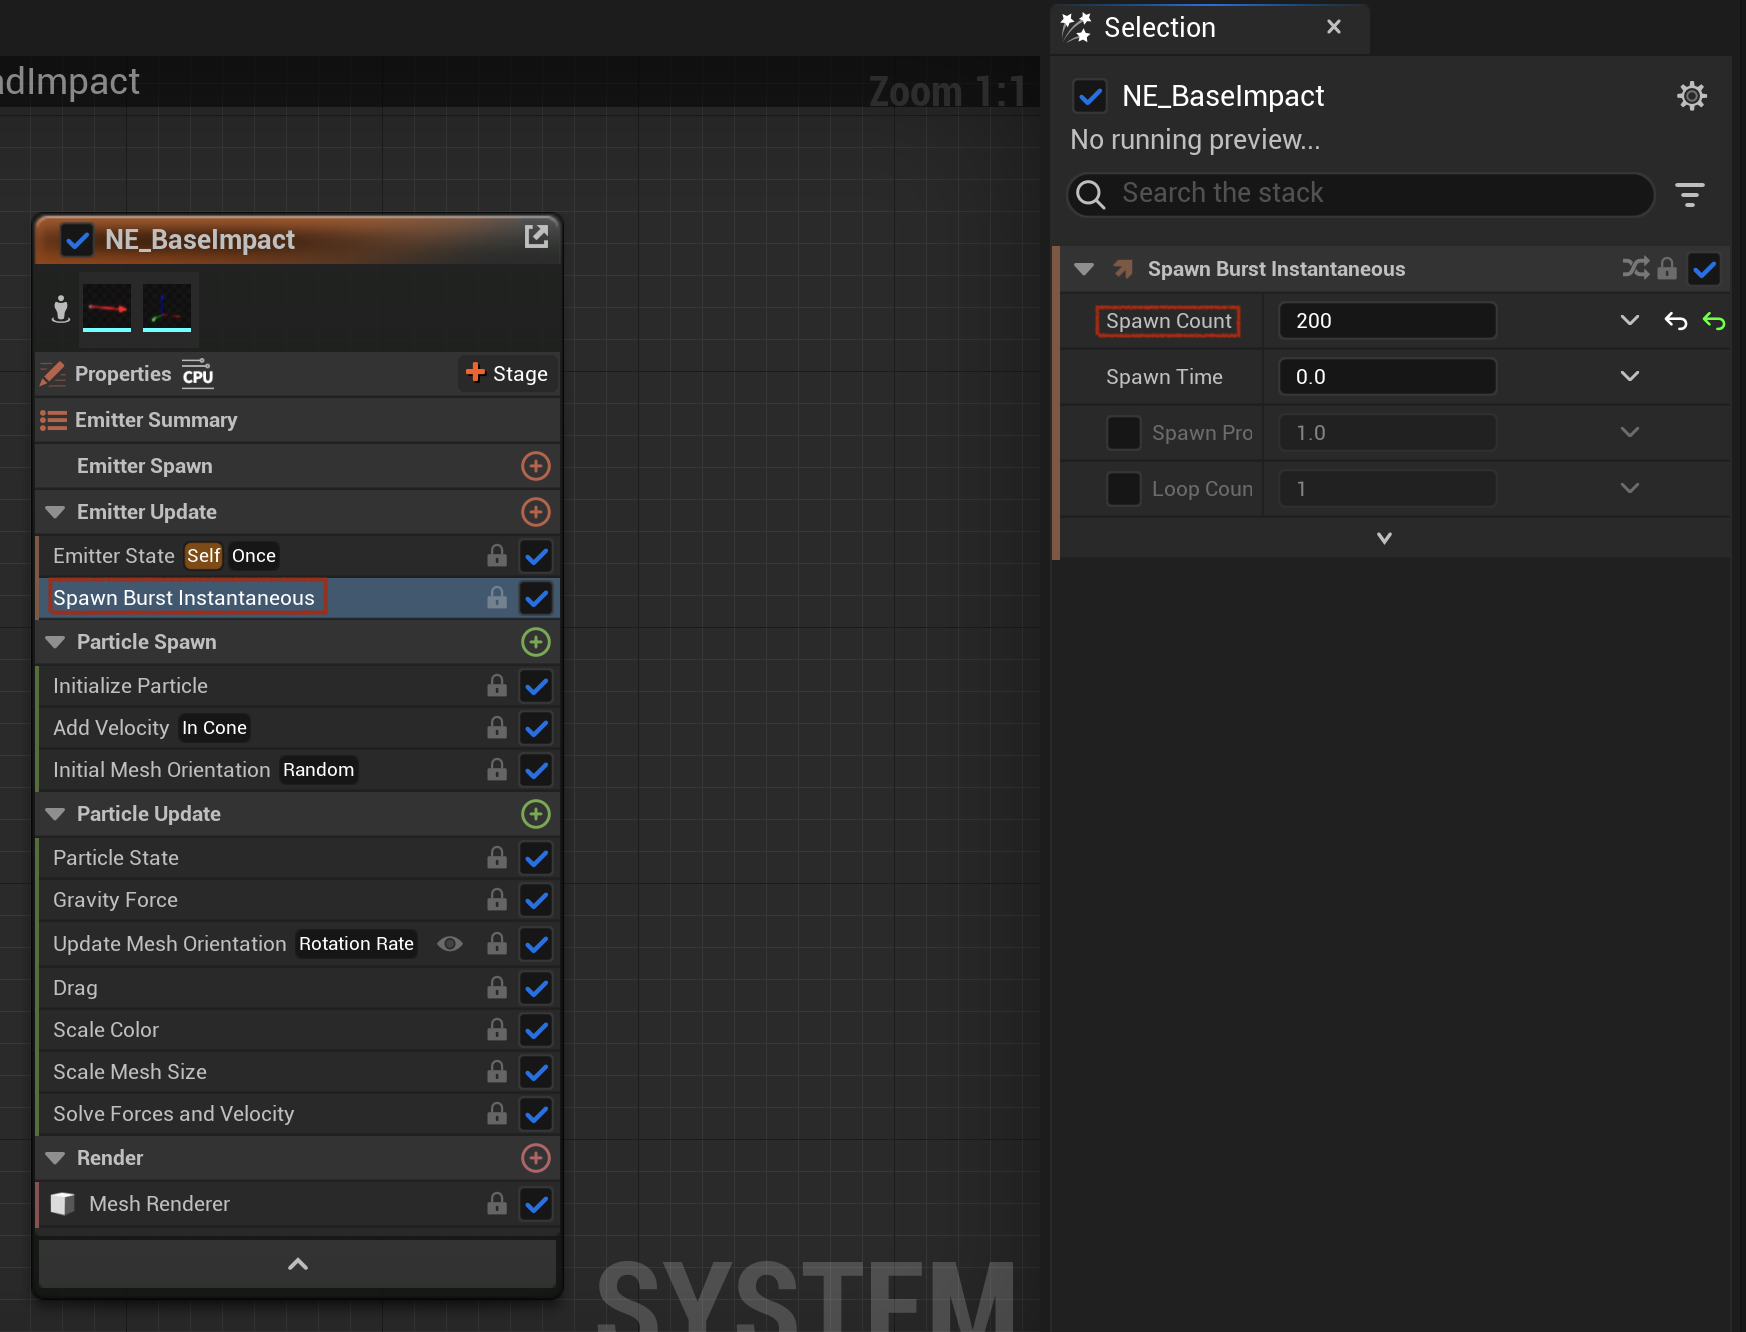 adImpact
Zoom 1:1
NE_BaseImpact
Properties CPU
Stage
Emitter Summary
Emitter Spawn
Emitter Update
Emitter State Self Once
Spawn Burst Instantaneous
Particle Spawn
Initialize Particle
Add Velocity In Cone
Initial Mesh Orientation Random
Particle Update
Particle State
Gravity Force
Update Mesh Orientation Rotation Rate
Drag
Scale Color
Scale Mesh Size
Solve Forces and Velocity
Render
Mesh Renderer
SYSTEM
Selection
NE_BaseImpact
No running preview...
Search the stack
Spawn Burst Instantaneous
Spawn Count 200
Spawn Time 0.0
Spawn Pro 1.0
Loop Coun 1